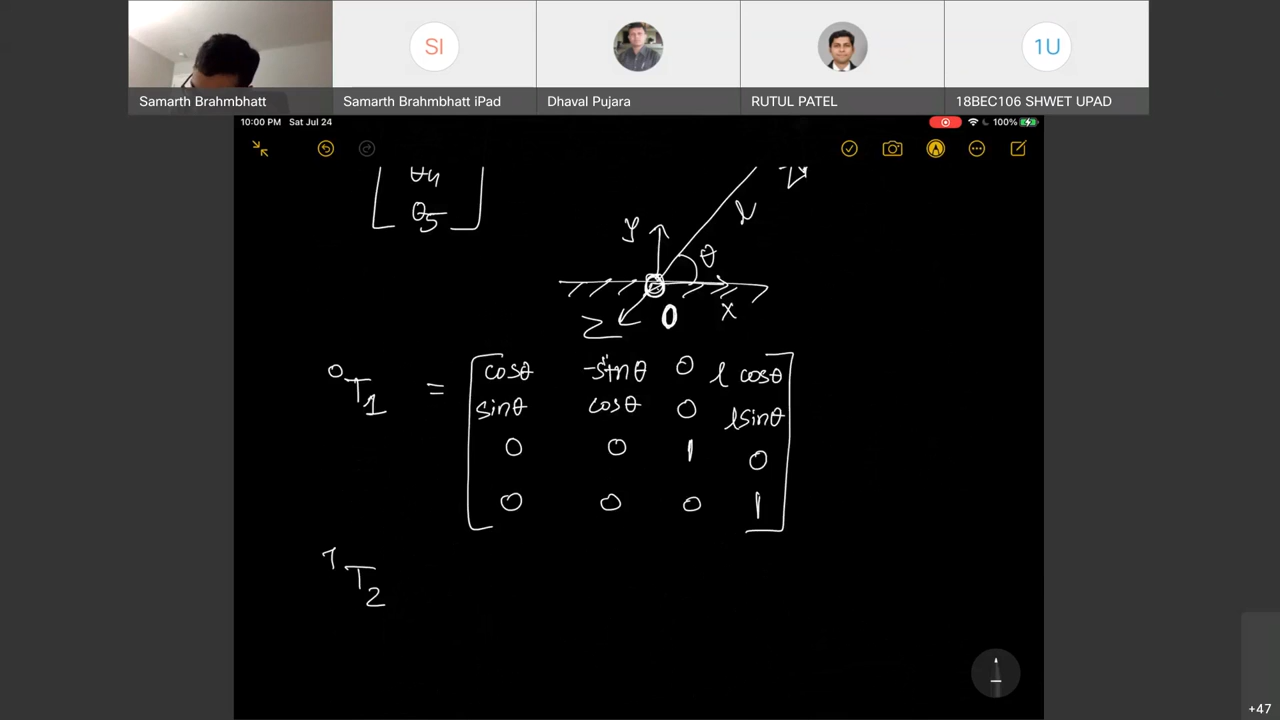 SI
1U
Samarth Brahmbhatt
Samarth Brahmbhatt iPad
Dhaval Pujara
RUTUL PATEL
18BEC106 SHWET UPAD
10:00 PM Sat Jul 24
100%
θ4
θ5
y
l
θ
z
0
x
0T1 =
cosθ -sinθ 0 l cosθ
sinθ cosθ 0 lsinθ
0 0 1 0
0 0 0 1
1T2
+47